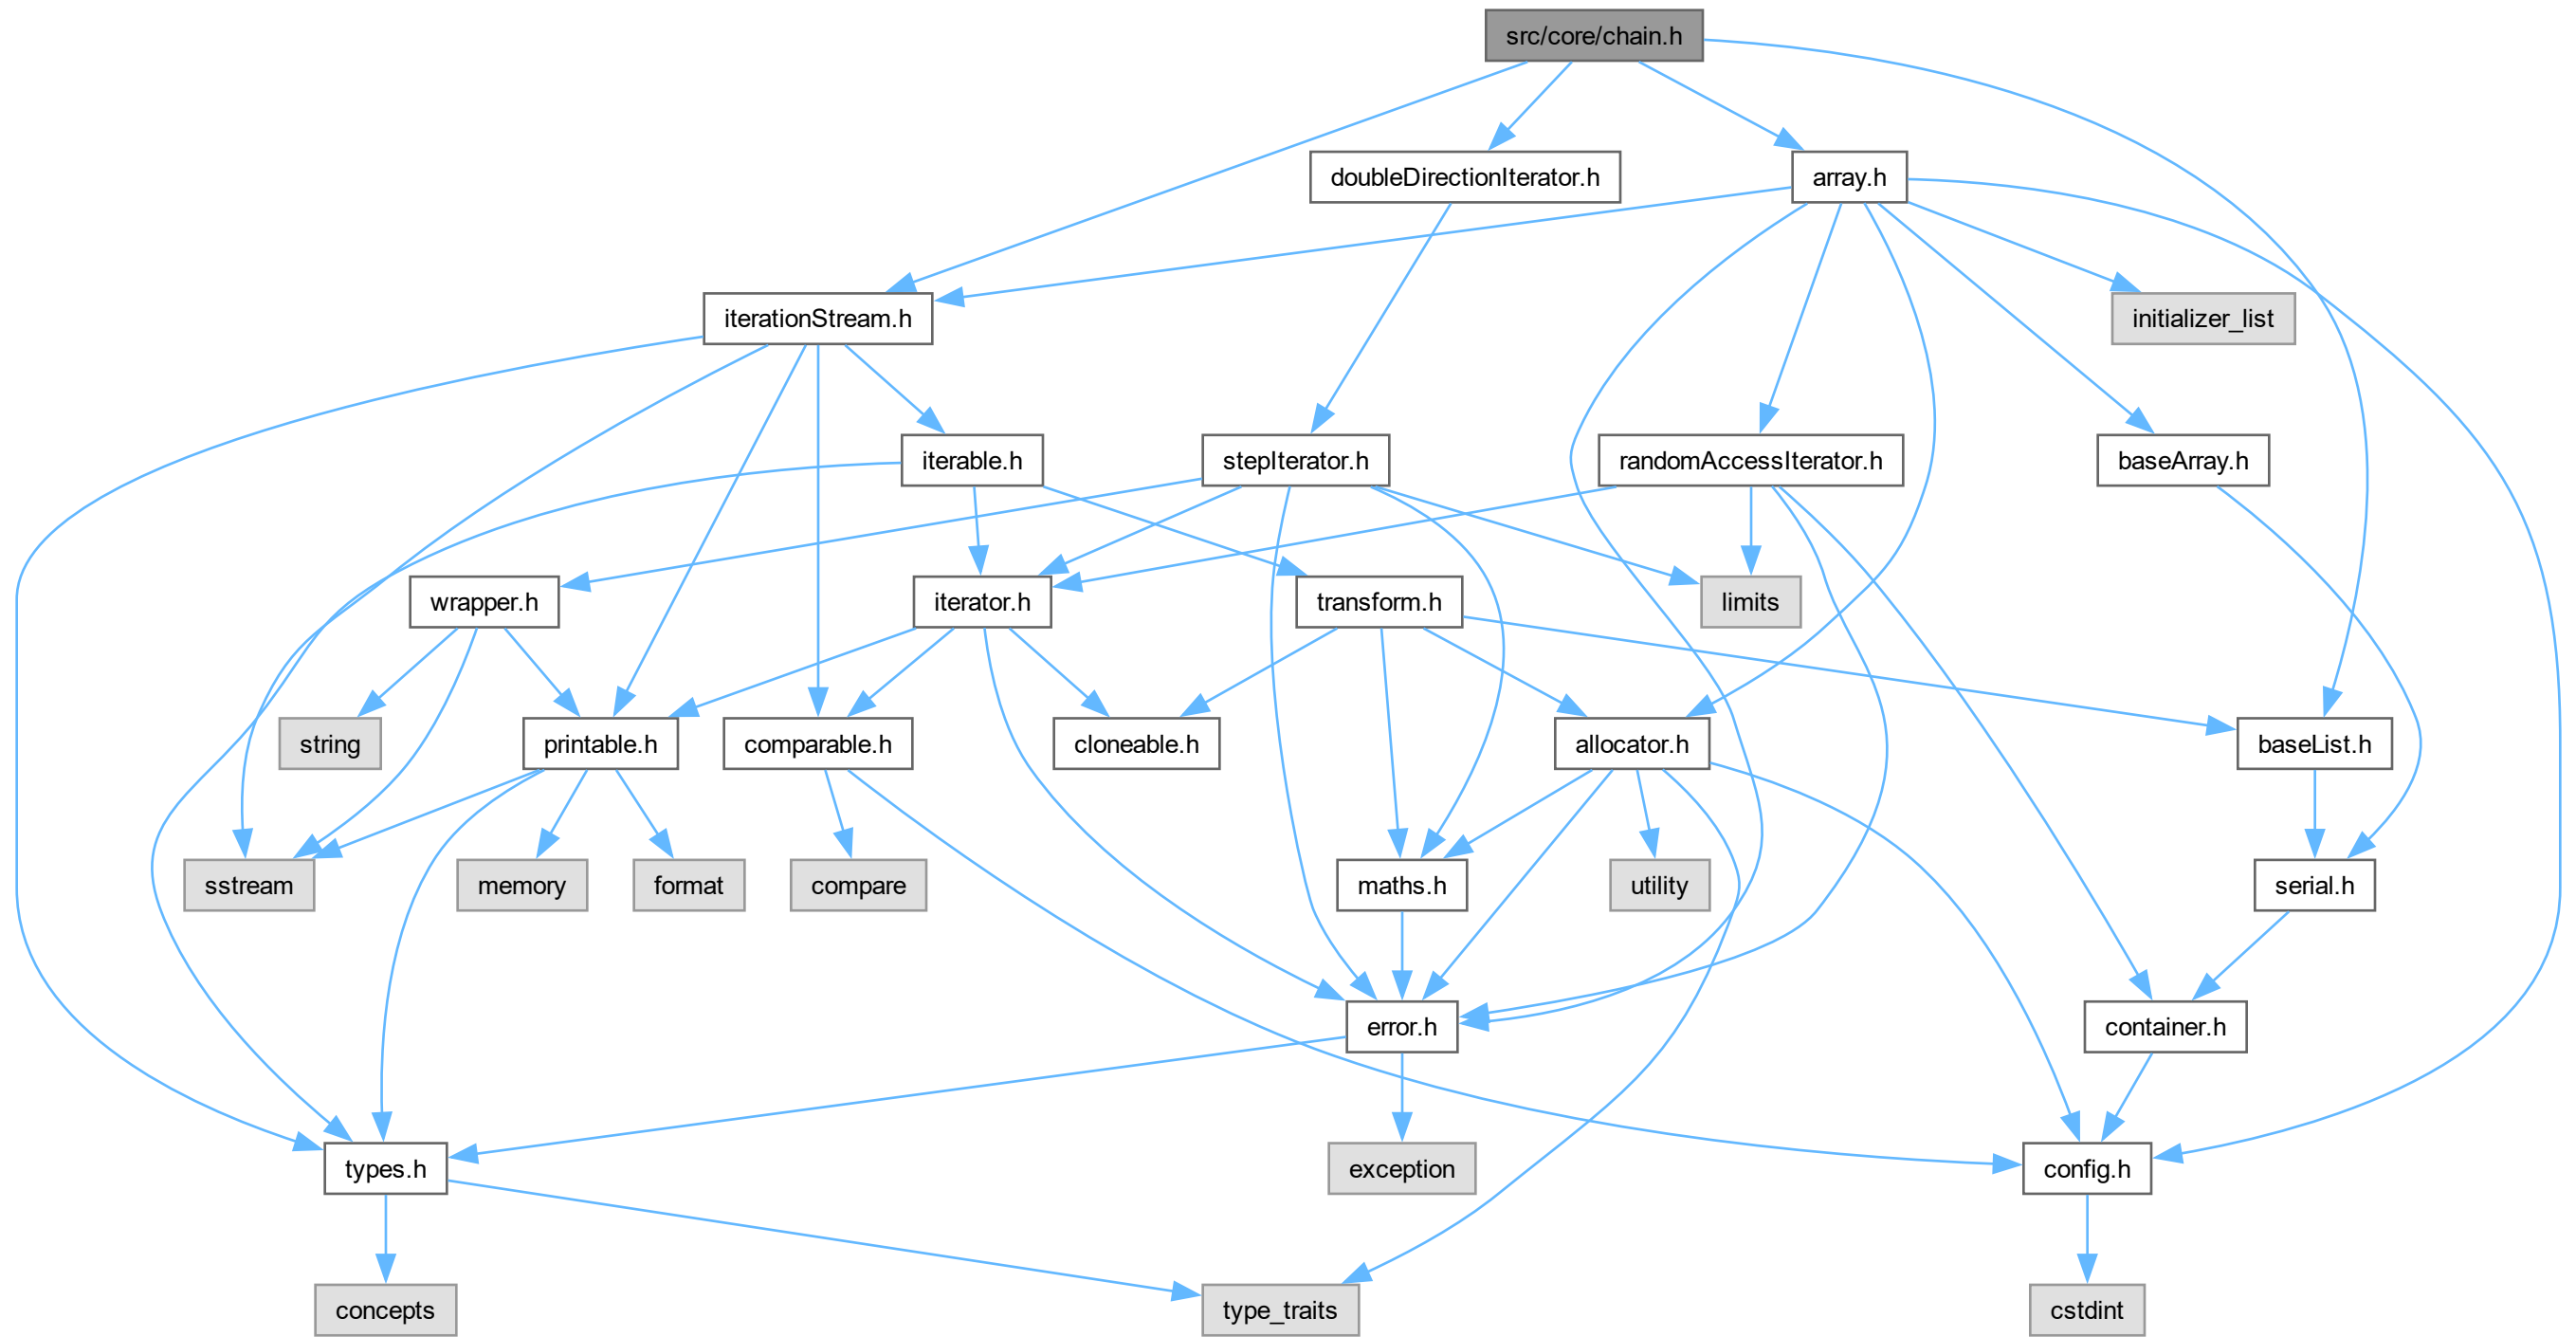 src/core/chain.h
doubleDirectionIterator.h
array.h
iterationStream.h
initializer_list
iterable.h
stepIterator.h
randomAccessIterator.h
baseArray.h
wrapper.h
iterator.h
transform.h
limits
string
printable.h
comparable.h
cloneable.h
allocator.h
baseList.h
sstream
memory
format
compare
maths.h
utility
serial.h
error.h
container.h
types.h
exception
config.h
concepts
type_traits
cstdint